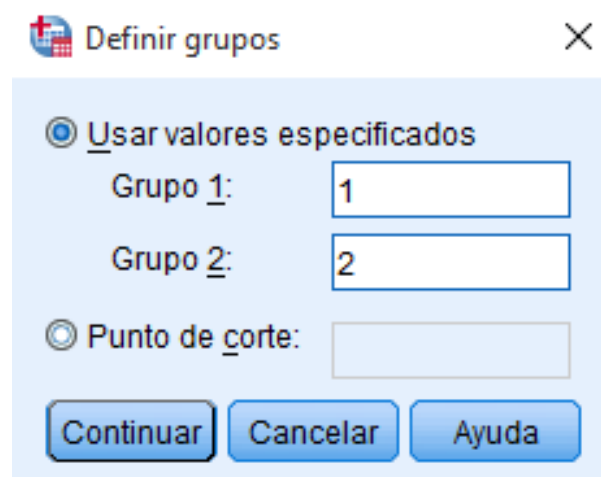 Definir grupos
Usar valores especificados
Grupo 1: 1
Grupo 2: 2
Punto de corte:
Continuar Cancelar Ayuda